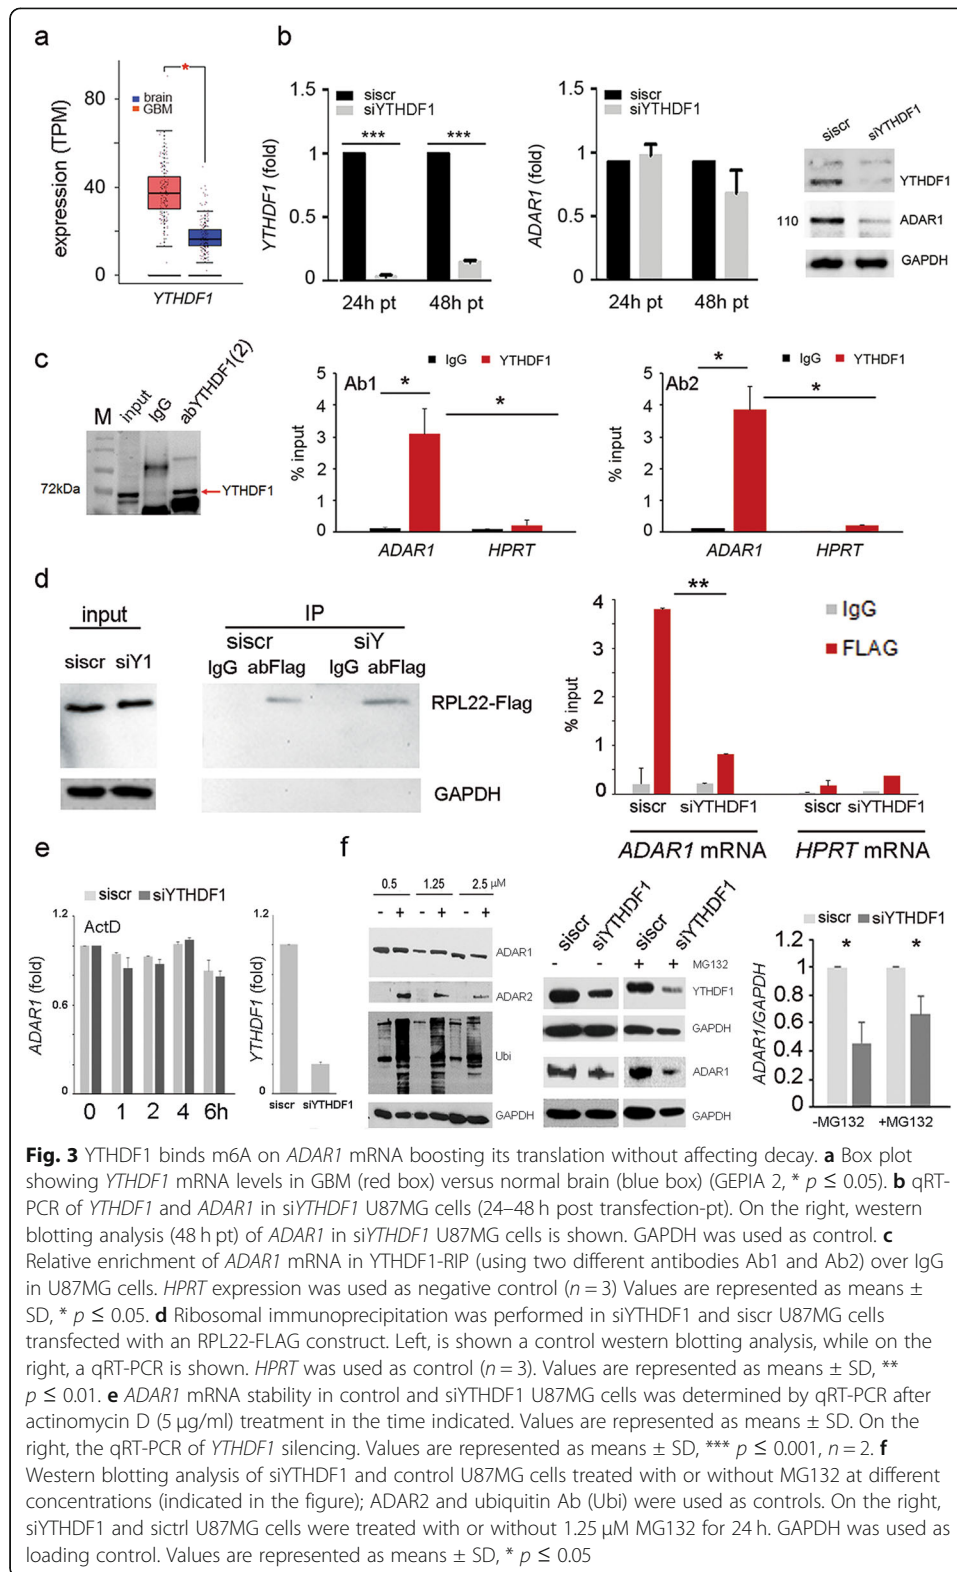 a
b
*
80
40
0
expression (TPM)
brain
GBM
YTHDF1
1.5
1
0.5
0
YTHDF1 (fold)
siscr
siYTHDF1
***
***
24h pt
48h pt
1.5
1
0.5
0
ADAR1 (fold)
siscr
siYTHDF1
24h pt
48h pt
siscr
siYTHDF1
YTHDF1
110
ADAR1
GAPDH
c
M
input
IgG
abYTHDF1(2)
72kDa
YTHDF1
IgG
YTHDF1
Ab1
*
*
5
4
3
2
1
0
% input
ADAR1
HPRT
IgG
YTHDF1
Ab2
*
*
5
4
3
2
1
0
% input
ADAR1
HPRT
d
input
siscr siY1
IP
siscr
siY
IgG abFlag
IgG abFlag
RPL22-Flag
GAPDH
4
3
2
1
0
% input
**
IgG
FLAG
siscr siYTHDF1
siscr siYTHDF1
ADAR1 mRNA
HPRT mRNA
e
siscr
siYTHDF1
1.2
0.6
0
ADAR1 (fold)
ActD
0 1 2 4 6h
1.2
0.6
0
YTHDF1 (fold)
siscr siYTHDF1
f
0.5 1.25 2.5 µM
- + - + - +
ADAR1
ADAR2
Ubi
GAPDH
siscr
siYTHDF1
siscr
siYTHDF1
- - + +
MG132
YTHDF1
GAPDH
ADAR1
GAPDH
siscr
siYTHDF1
1.2
1
0.8
0.6
0.4
0.2
0
ADAR1/GAPDH
*
*
-MG132 +MG132
Fig. 3 YTHDF1 binds m6A on ADAR1 mRNA boosting its translation without affecting decay. a Box plot
showing YTHDF1 mRNA levels in GBM (red box) versus normal brain (blue box) (GEPIA 2, * p ≤ 0.05). b qRT-
PCR of YTHDF1 and ADAR1 in siYTHDF1 U87MG cells (24–48 h post transfection-pt). On the right, western
blotting analysis (48 h pt) of ADAR1 in siYTHDF1 U87MG cells is shown. GAPDH was used as control. c
Relative enrichment of ADAR1 mRNA in YTHDF1-RIP (using two different antibodies Ab1 and Ab2) over IgG
in U87MG cells. HPRT expression was used as negative control (n = 3) Values are represented as means ±
SD, * p ≤ 0.05. d Ribosomal immunoprecipitation was performed in siYTHDF1 and siscr U87MG cells
transfected with an RPL22-FLAG construct. Left, is shown a control western blotting analysis, while on the
right, a qRT-PCR is shown. HPRT was used as control (n = 3). Values are represented as means ± SD, **
p ≤ 0.01. e ADAR1 mRNA stability in control and siYTHDF1 U87MG cells was determined by qRT-PCR after
actinomycin D (5 µg/ml) treatment in the time indicated. Values are represented as means ± SD. On the
right, the qRT-PCR of YTHDF1 silencing. Values are represented as means ± SD, *** p ≤ 0.001, n = 2. f
Western blotting analysis of siYTHDF1 and control U87MG cells treated with or without MG132 at different
concentrations (indicated in the figure); ADAR2 and ubiquitin Ab (Ubi) were used as controls. On the right,
siYTHDF1 and sictrl U87MG cells were treated with or without 1.25 µM MG132 for 24 h. GAPDH was used as
loading control. Values are represented as means ± SD, * p ≤ 0.05